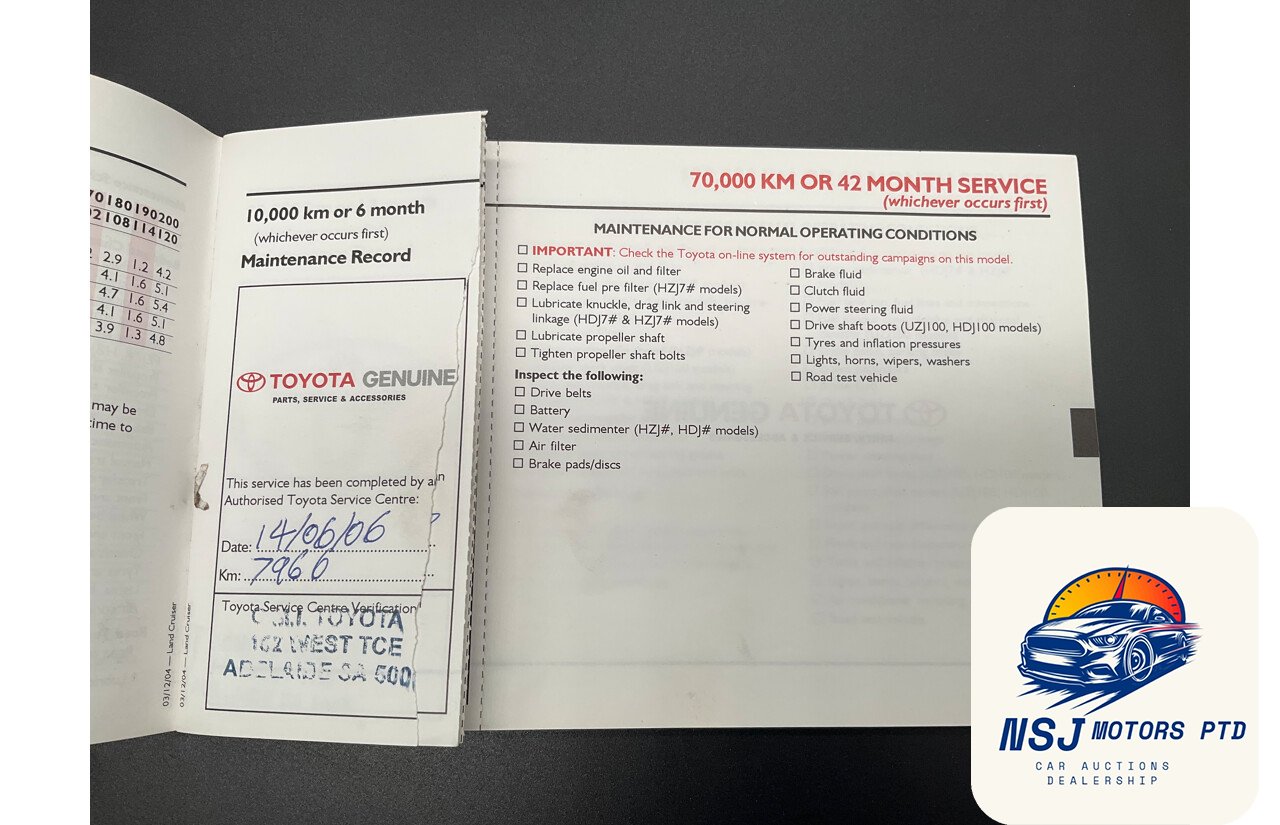 70180190200
108114120
2.9 1.2 4.2
4.1 1.6 5.1
4.7 1.6 5.4
4.1 1.6 5.1
3.9 1.3 4.8
may be
time to
03/12/04 — Land Cruiser
03/12/04 — Land Cruiser
10,000 km or 6 month
(whichever occurs first)
Maintenance Record
TOYOTA GENUINE
PARTS, SERVICE & ACCESSORIES
This service has been completed by an
Authorised Toyota Service Centre:
Date: 14/06/06
Km: 7960
Toyota Service Centre Verification
TOYOTA
162 WEST TCE
ADELAIDE SA 500
70,000 KM OR 42 MONTH SERVICE
(whichever occurs first)
MAINTENANCE FOR NORMAL OPERATING CONDITIONS
IMPORTANT: Check the Toyota on-line system for outstanding campaigns on this model.
Replace engine oil and filter
Replace fuel pre filter (HZJ7# models)
Lubricate knuckle, drag link and steering
linkage (HDJ7# & HZJ7# models)
Lubricate propeller shaft
Tighten propeller shaft bolts
Inspect the following:
Drive belts
Battery
Water sedimenter (HZJ#, HDJ# models)
Air filter
Brake pads/discs
Brake fluid
Clutch fluid
Power steering fluid
Drive shaft boots (UZJ100, HDJ100 models)
Tyres and inflation pressures
Lights, horns, wipers, washers
Road test vehicle
NSJ MOTORS PTD
CAR AUCTIONS
DEALERSHIP